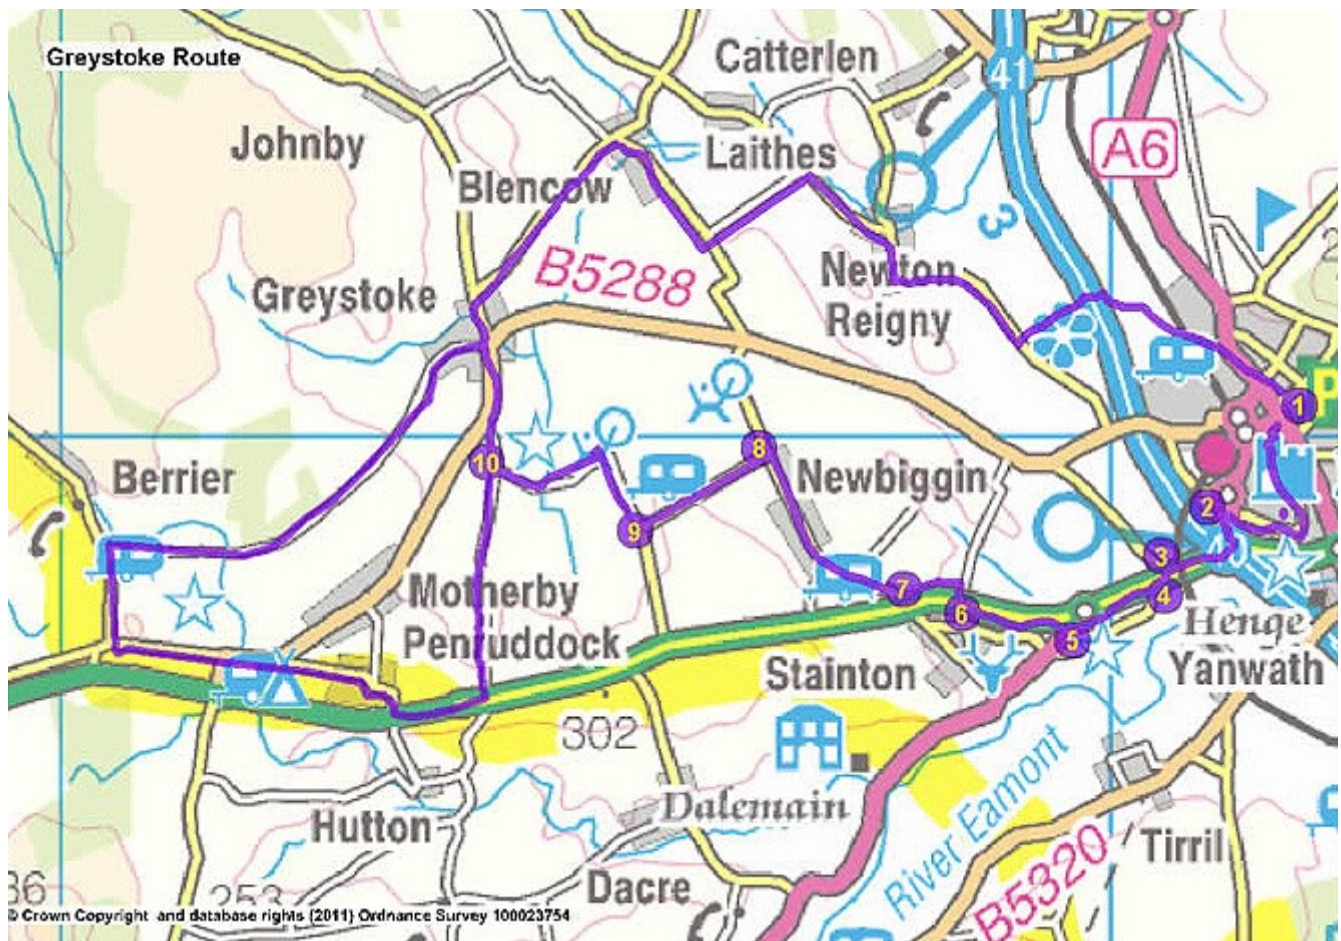 Greystoke Route
Catterlen
41
A6
Johnby
Laithes
Blencow
3
B5288
Newton
Reigny
Greystoke
P
1
10
8
Berrier
Newbiggin
2
9
3
7
4
6
Motherby
5
Henge
Penruddock
Stainton
Yanwath
302
Dalemain
River Eamont
Hutton
Tirril
Dacre
B5320
253
© Crown Copyright and database rights (2011) Ordnance Survey 100023754